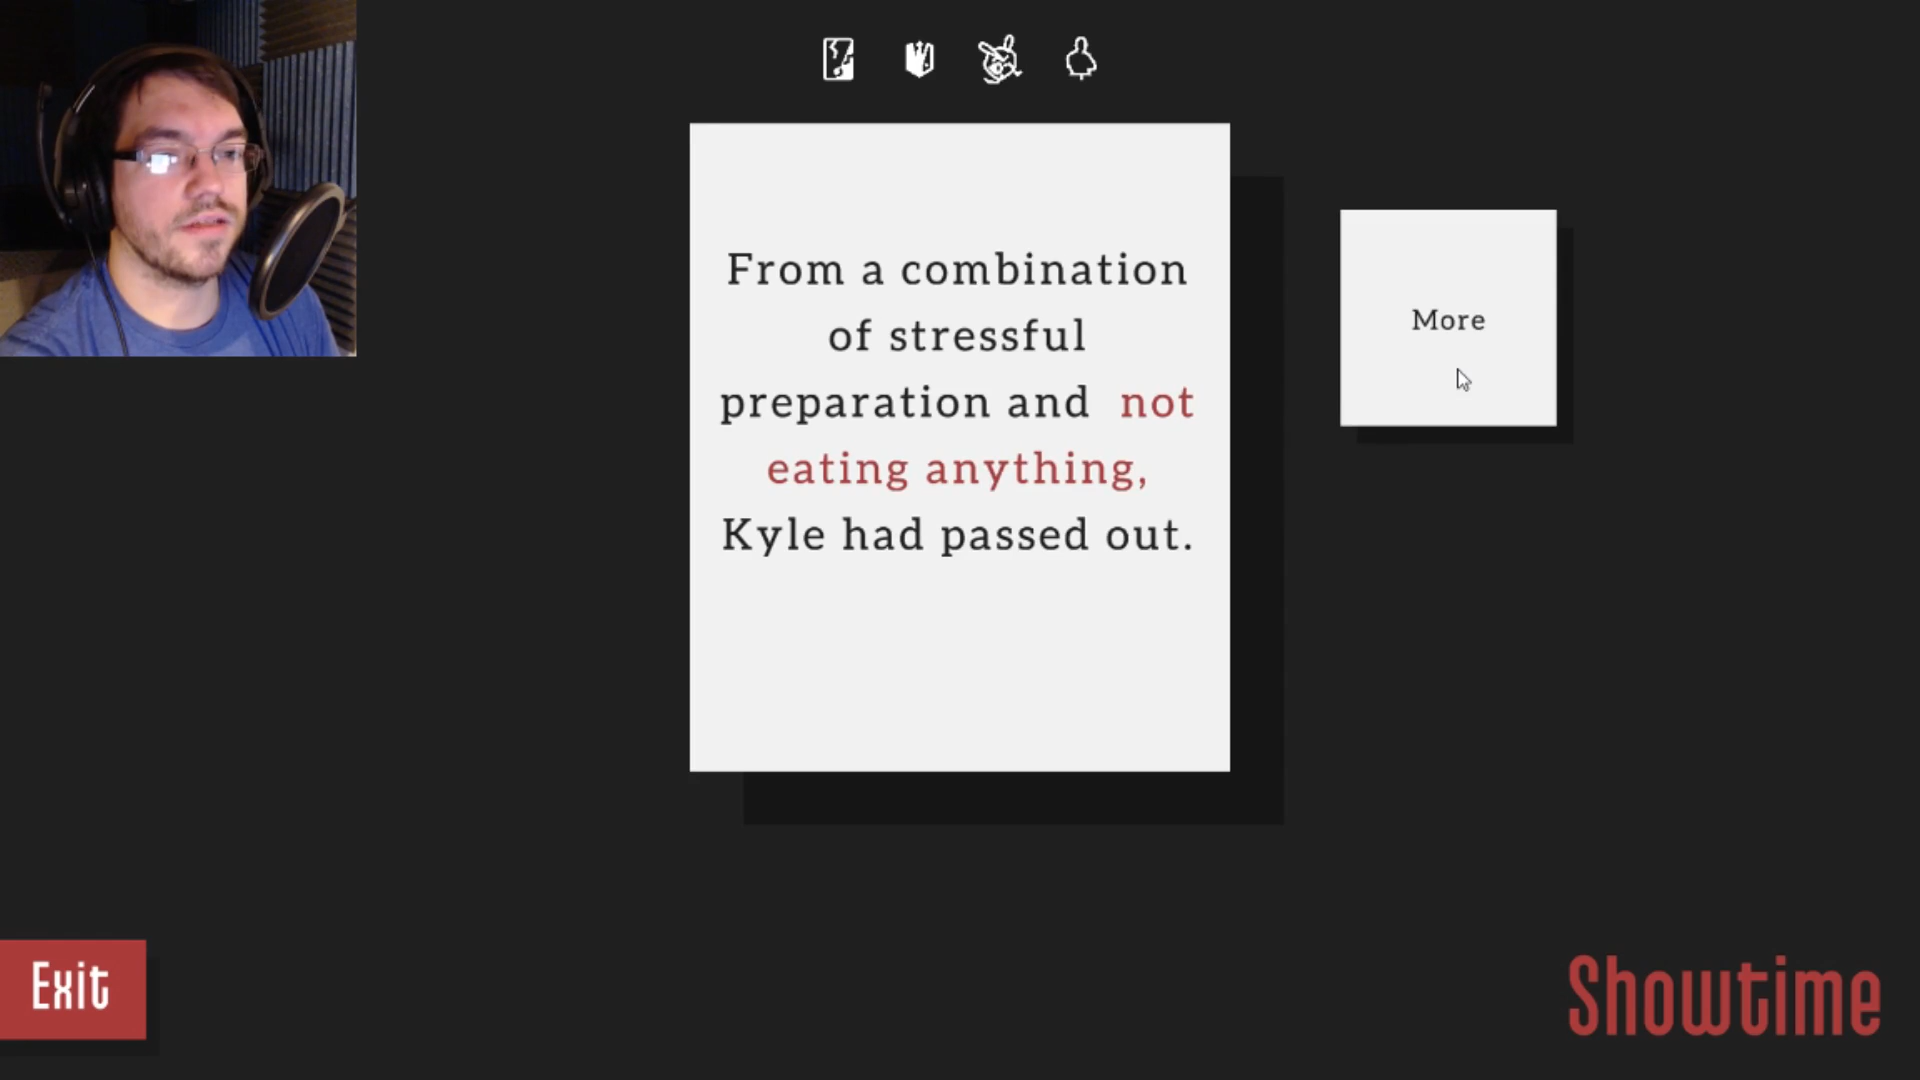 From a combination
of stressful
preparation and not
eating anything,
Kyle had passed out.
More
Exit
Showtime